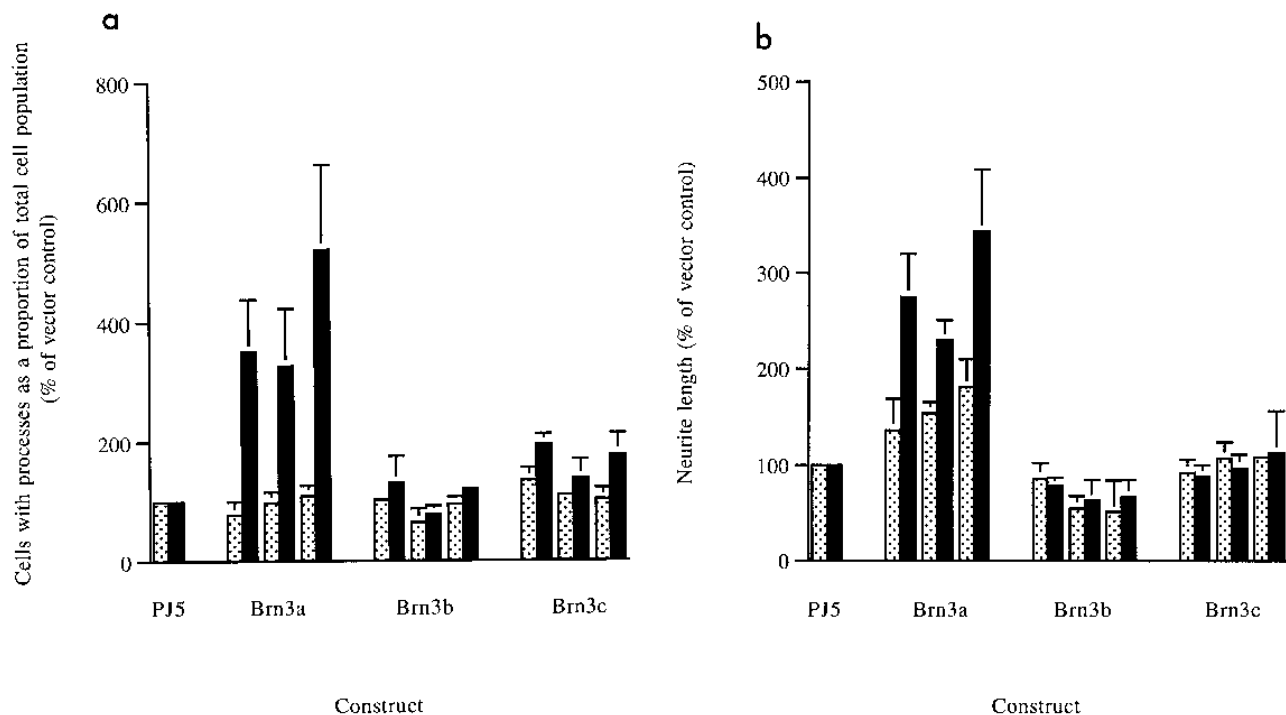 a
Cells with processes as a proportion of total cell population
(% of vector control)
800
600
400
200
0
PJ5 Brn3a Brn3b Brn3c
Construct
b
Neurite length (% of vector control)
500
400
300
200
100
0
PJ5 Brn3a Brn3b Brn3c
Construct